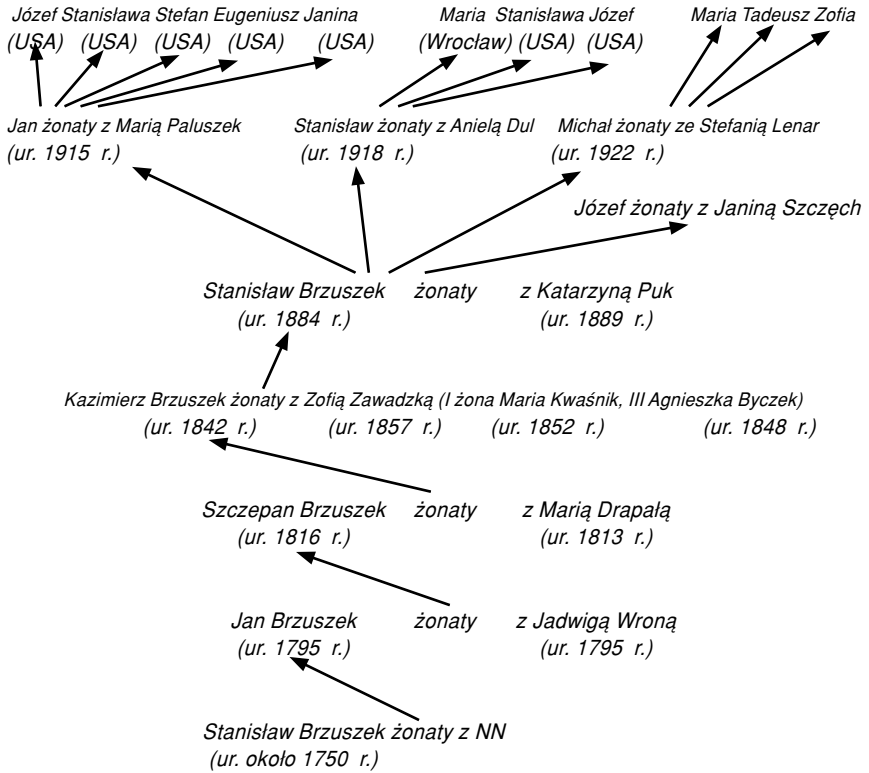 Józef Stanisława Stefan Eugeniusz Janina Maria Stanisława Józef Maria Tadeusz Zofia
(USA) (USA) (USA) (USA) (USA) (Wrocław) (USA) (USA)
Jan żonaty z Marią Paluszek Stanisław żonaty z Anielą Dul Michał żonaty ze Stefanią Lenar
(ur. 1915 r.) (ur. 1918 r.) (ur. 1922 r.)
Józef żonaty z Janiną Szczęch
Stanisław Brzuszek żonaty z Katarzyną Puk
(ur. 1884 r.) (ur. 1889 r.)
Kazimierz Brzuszek żonaty z Zofią Zawadzką (I żona Maria Kwaśnik, III Agnieszka Byczek)
(ur. 1842 r.) (ur. 1857 r.) (ur. 1852 r.) (ur. 1848 r.)
Szczepan Brzuszek żonaty z Marią Drapałą
(ur. 1816 r.) (ur. 1813 r.)
Jan Brzuszek żonaty z Jadwigą Wroną
(ur. 1795 r.) (ur. 1795 r.)
Stanisław Brzuszek żonaty z NN
(ur. około 1750 r.)